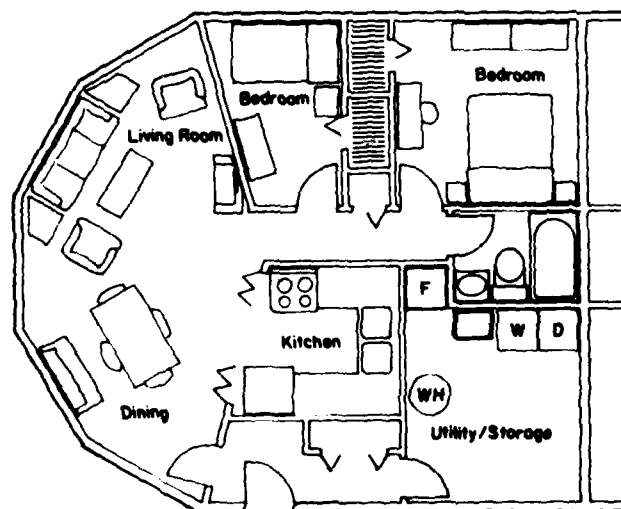 Bedroom
Bedroom
Living Room
F
W D
Kitchen
WH
Dining
Utility/Storage